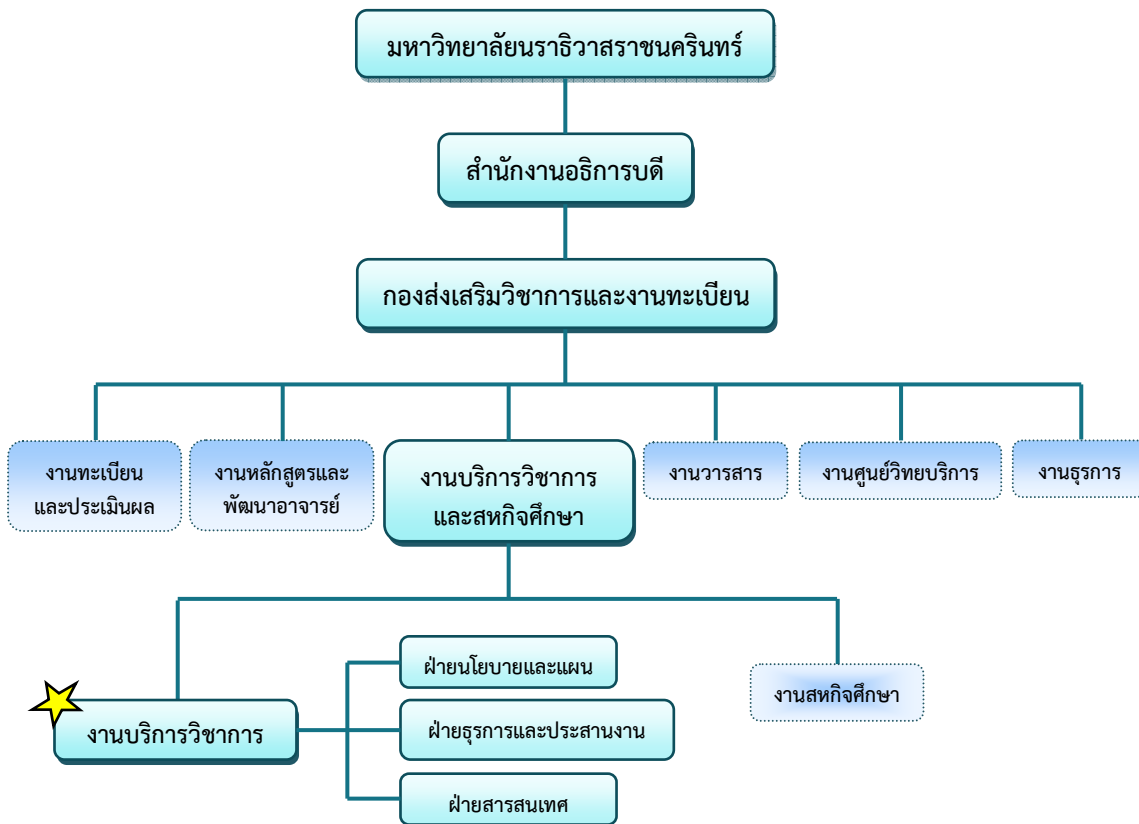 มหาวิทยาลัยนราธิวาสราชนครินทร์
สำนักงานอธิการบดี
กองส่งเสริมวิชาการและงานทะเบียน
งานทะเบียน
และประเมินผล
งานหลักสูตรและ
พัฒนาอาจารย์
งานบริการวิชาการ
และสหกิจศึกษา
งานวารสาร
งานศูนย์วิทยบริการ
งานธุรการ
งานบริการวิชาการ
ฝ่ายนโยบายและแผน
ฝ่ายธุรการและประสานงาน
ฝ่ายสารสนเทศ
งานสหกิจศึกษา